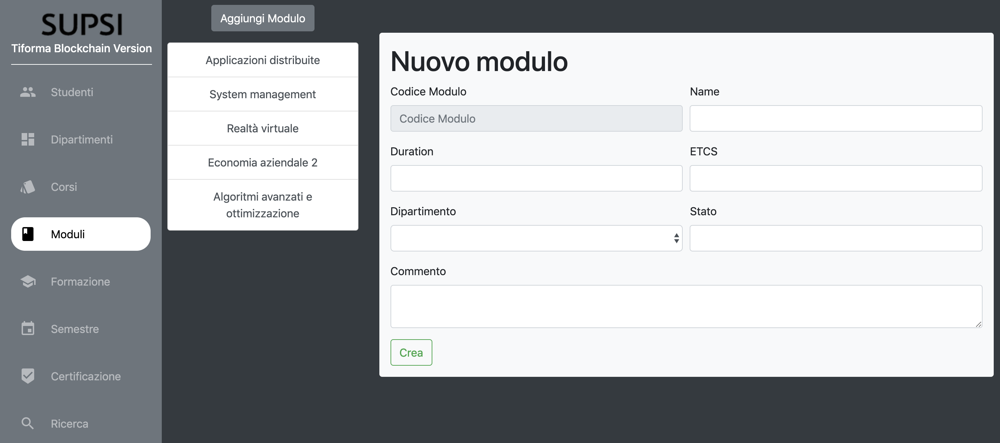 SUPSI
Tiforma Blockchain Version
Studenti
Dipartimenti
Corsi
Moduli
Formazione
Semestre
Certificazione
Ricerca
Aggiungi Modulo
Applicazioni distribuite
System management
Realtà virtuale
Economia aziendale 2
Algoritmi avanzati e
ottimizzazione
Nuovo modulo
Codice Modulo
Name
Codice Modulo
Duration
ETCS
Dipartimento
Stato
Commento
Crea